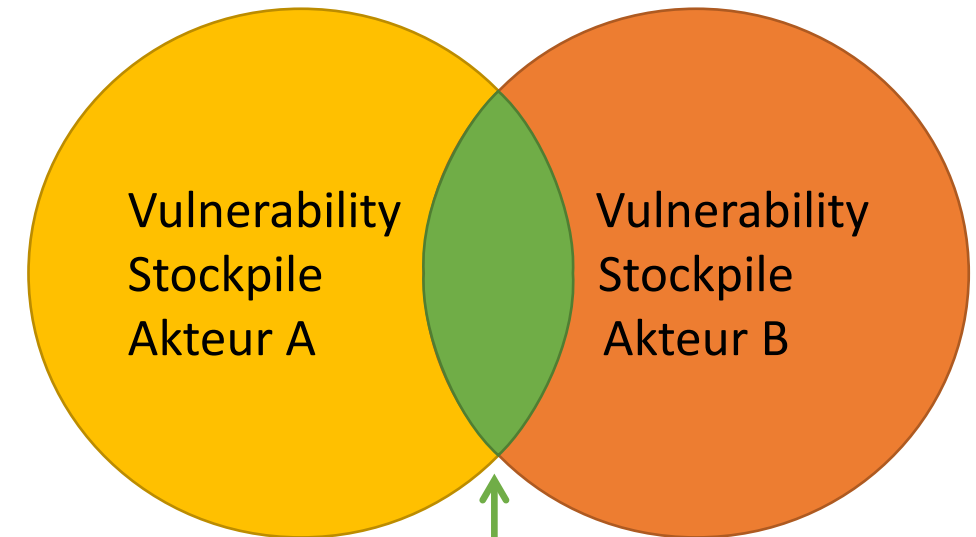 Vulnerability
Stockpile
Akteur A
Vulnerability
Stockpile
Akteur B